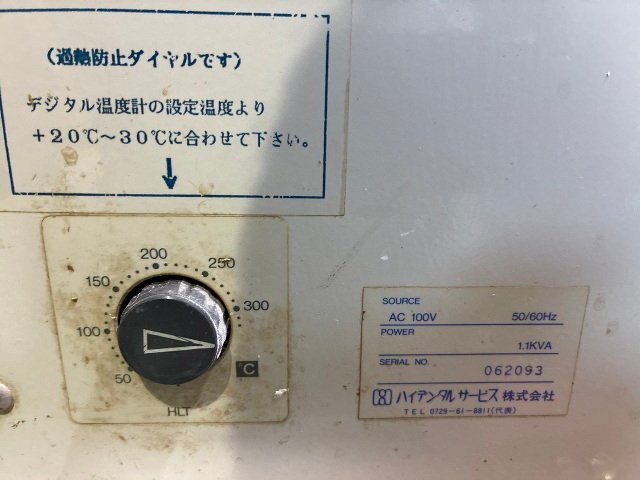 (過熱防止ダイヤルです)
デジタル温度計の設定温度より
+20℃～30℃に合わせて下さい。
↓
200
150
250
100
300
50
℃
HLT
SOURCE
AC 100V 50/60Hz
POWER
1.1KVA
SERIAL NO. 062093
ハイデンタルサービス株式会社
TEL 0729-61-8811(代表)